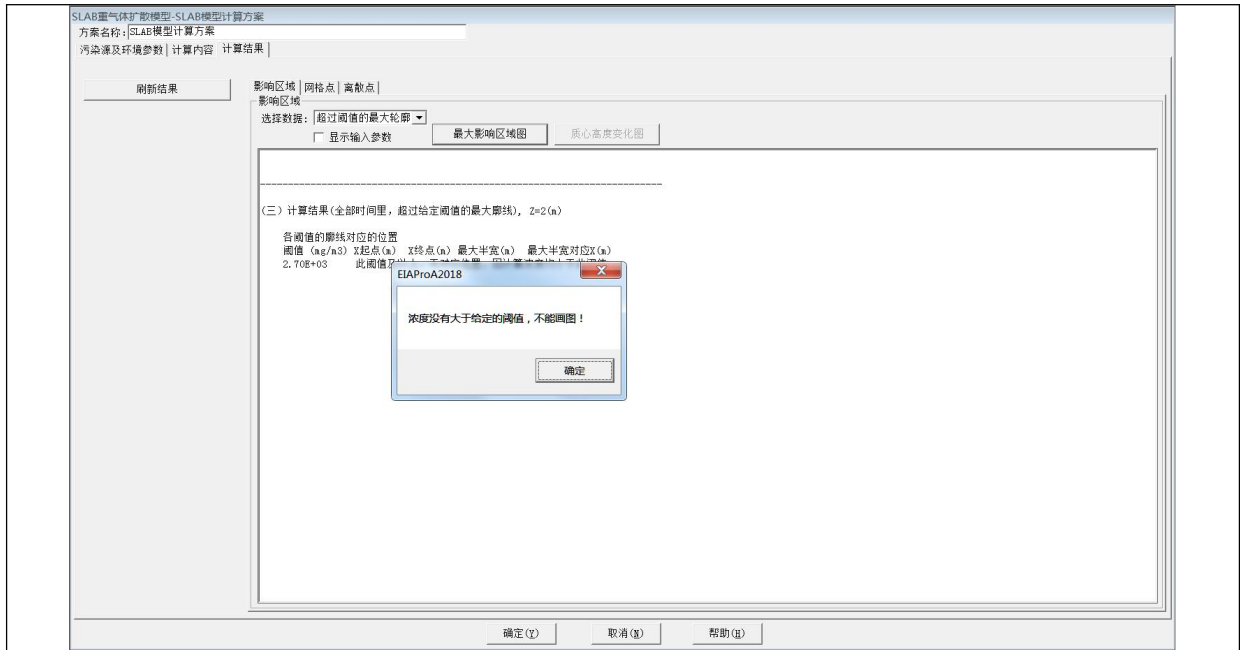 SLAB重气体扩散模型-SLAB模型计算方案
方案名称: SLAB模型计算方案
污染源及环境参数 计算内容 计算结果
刷新结果
影响区域 网格点 离散点
影响区域
选择数据: 超过阈值的最大轮廓
显示输入参数 最大影响区域图 质心高度变化图
(三)计算结果(全部时间里，超过给定阈值的最大廓线), Z=2(m)
各阈值的廓线对应的位置
阈值 (mg/m3) X起点(m) X终点(m) 最大半宽(m) 最大半宽对应X(m)
2.70E+03 此阈值及
EIAProA2018
浓度没有大于给定的阈值，不能画图！
确定
确定(Y) 取消(N) 帮助(H)